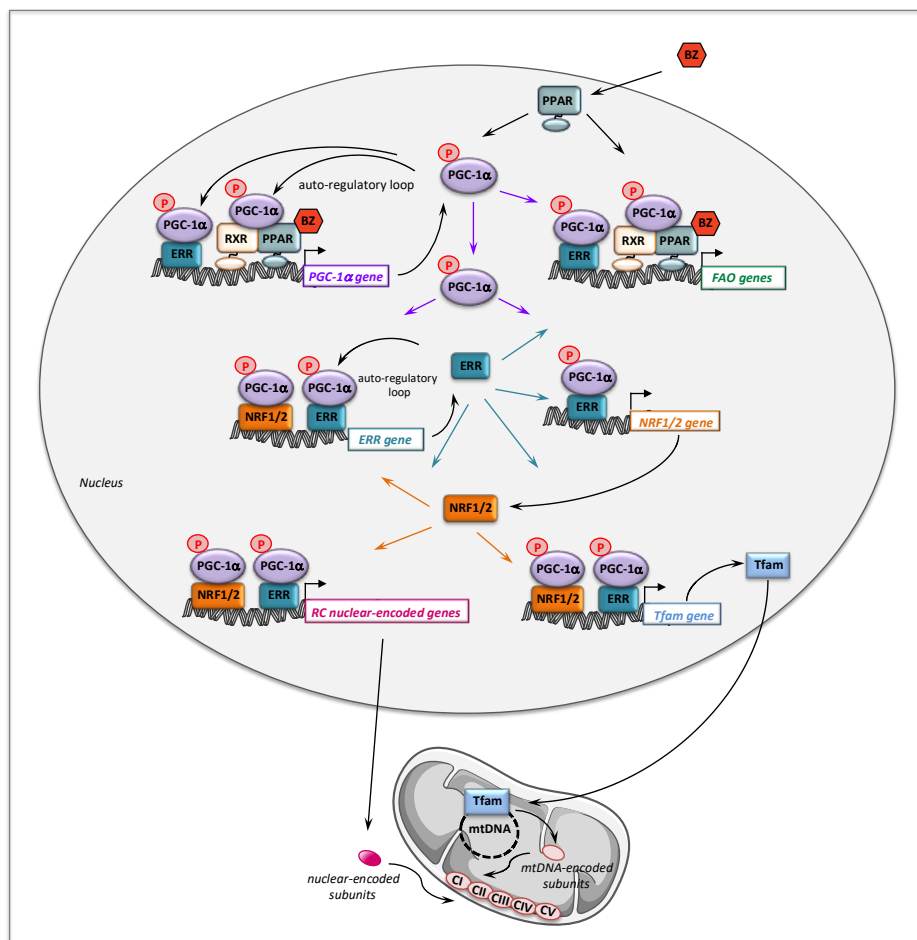 BZ
PPAR
P
PGC-1α
auto-regulatory loop
P
PGC-1α
P
PGC-1α
BZ
ERR
RXR
PPAR
PGC-1α gene
P
PGC-1α
P
PGC-1α
BZ
ERR
RXR
PPAR
FAO genes
P
PGC-1α
P
PGC-1α
P
PGC-1α
NRF1/2
ERR
ERR gene
auto-regulatory
loop
ERR
P
PGC-1α
ERR
NRF1/2 gene
Nucleus
NRF1/2
P
PGC-1α
P
PGC-1α
NRF1/2
ERR
RC nuclear-encoded genes
P
PGC-1α
P
PGC-1α
NRF1/2
ERR
Tfam gene
Tfam
Tfam
mtDNA
mtDNA-encoded
subunits
nuclear-encoded
subunits
CI
CII
CIII
CIV
CV